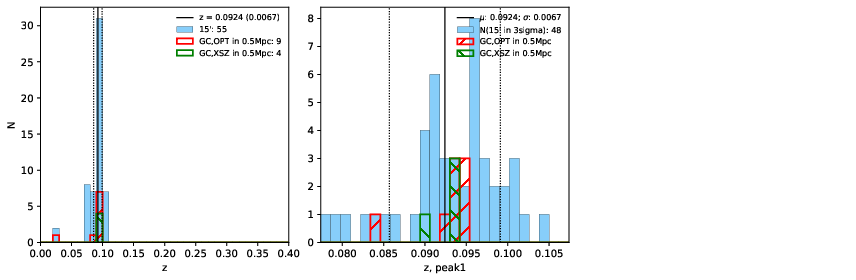 z = 0.0924 (0.0067)
15': 55
GC,OPT in 0.5Mpc: 9
GC,XSZ in 0.5Mpc: 4
N
30
25
20
15
10
5
0
0.00 0.05 0.10 0.15 0.20 0.25 0.30 0.35 0.40
z
μ: 0.0924; σ: 0.0067
N(15' in 3sigma): 48
GC,OPT in 0.5Mpc
GC,XSZ in 0.5Mpc
8
7
6
5
4
3
2
1
0
0.080 0.085 0.090 0.095 0.100 0.105
z, peak1